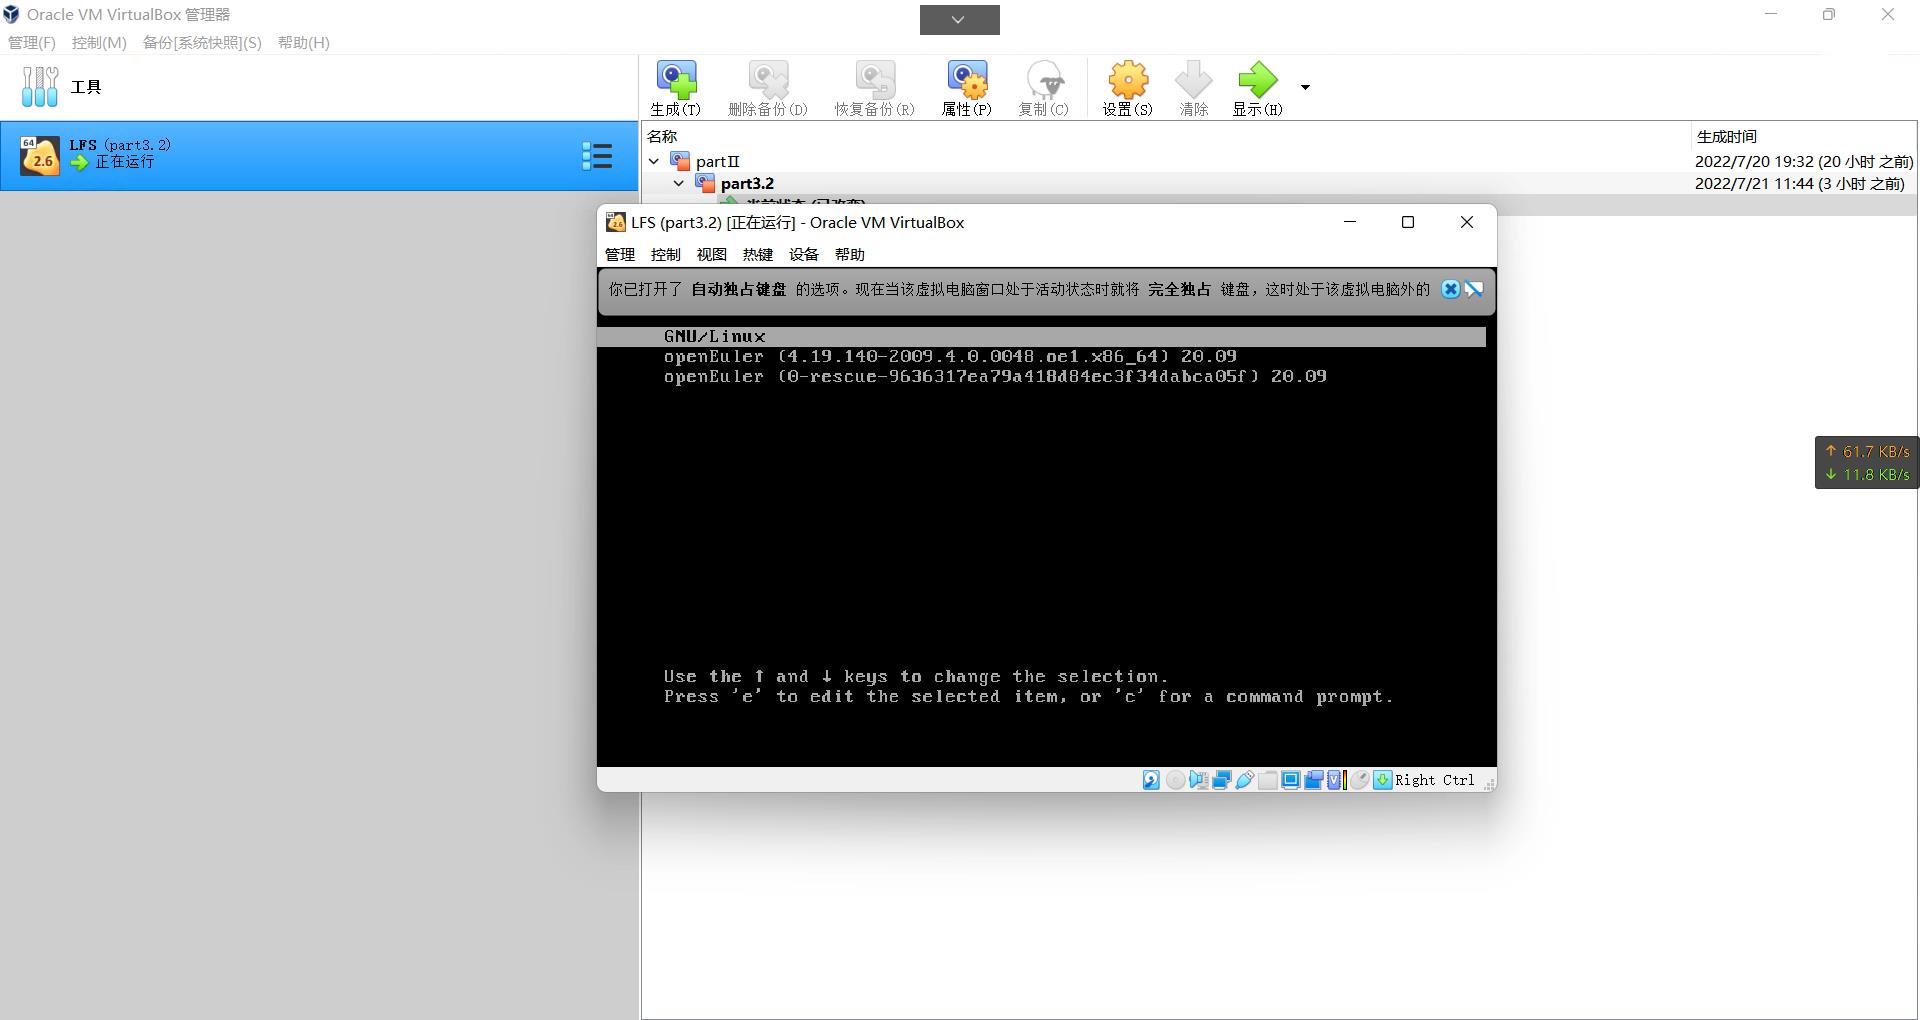 Oracle VM VirtualBox 管理器
管理(F) 控制(M) 备份[系统快照](S) 帮助(H)
工具
生成(T) 删除备份(D) 恢复备份(R) 属性(P) 复制(C) 设置(S) 清除 显示(H)
64
2.6
LFS (part3.2)
正在运行
名称 生成时间
partII 2022/7/20 19:32 (20 小时 之前)
part3.2 2022/7/21 11:44 (3 小时 之前)
当前状态 (已改变)
LFS (part3.2) [正在运行] - Oracle VM VirtualBox
管理 控制 视图 热键 设备 帮助
你已打开了 自动独占键盘 的选项。现在当该虚拟电脑窗口处于活动状态时就将 完全独占 键盘，这时处于该虚拟电脑外的
GNU/Linux
openEuler (4.19.140-2009.4.0.0048.oe1.x86_64) 20.09
openEuler (0-rescue-9636317ea79a418d84ec3f34dabca05f) 20.09
↑ 61.7 KB/s
↓ 11.8 KB/s
Use the ↑ and ↓ keys to change the selection.
Press 'e' to edit the selected item, or 'c' for a command prompt.
Right Ctrl